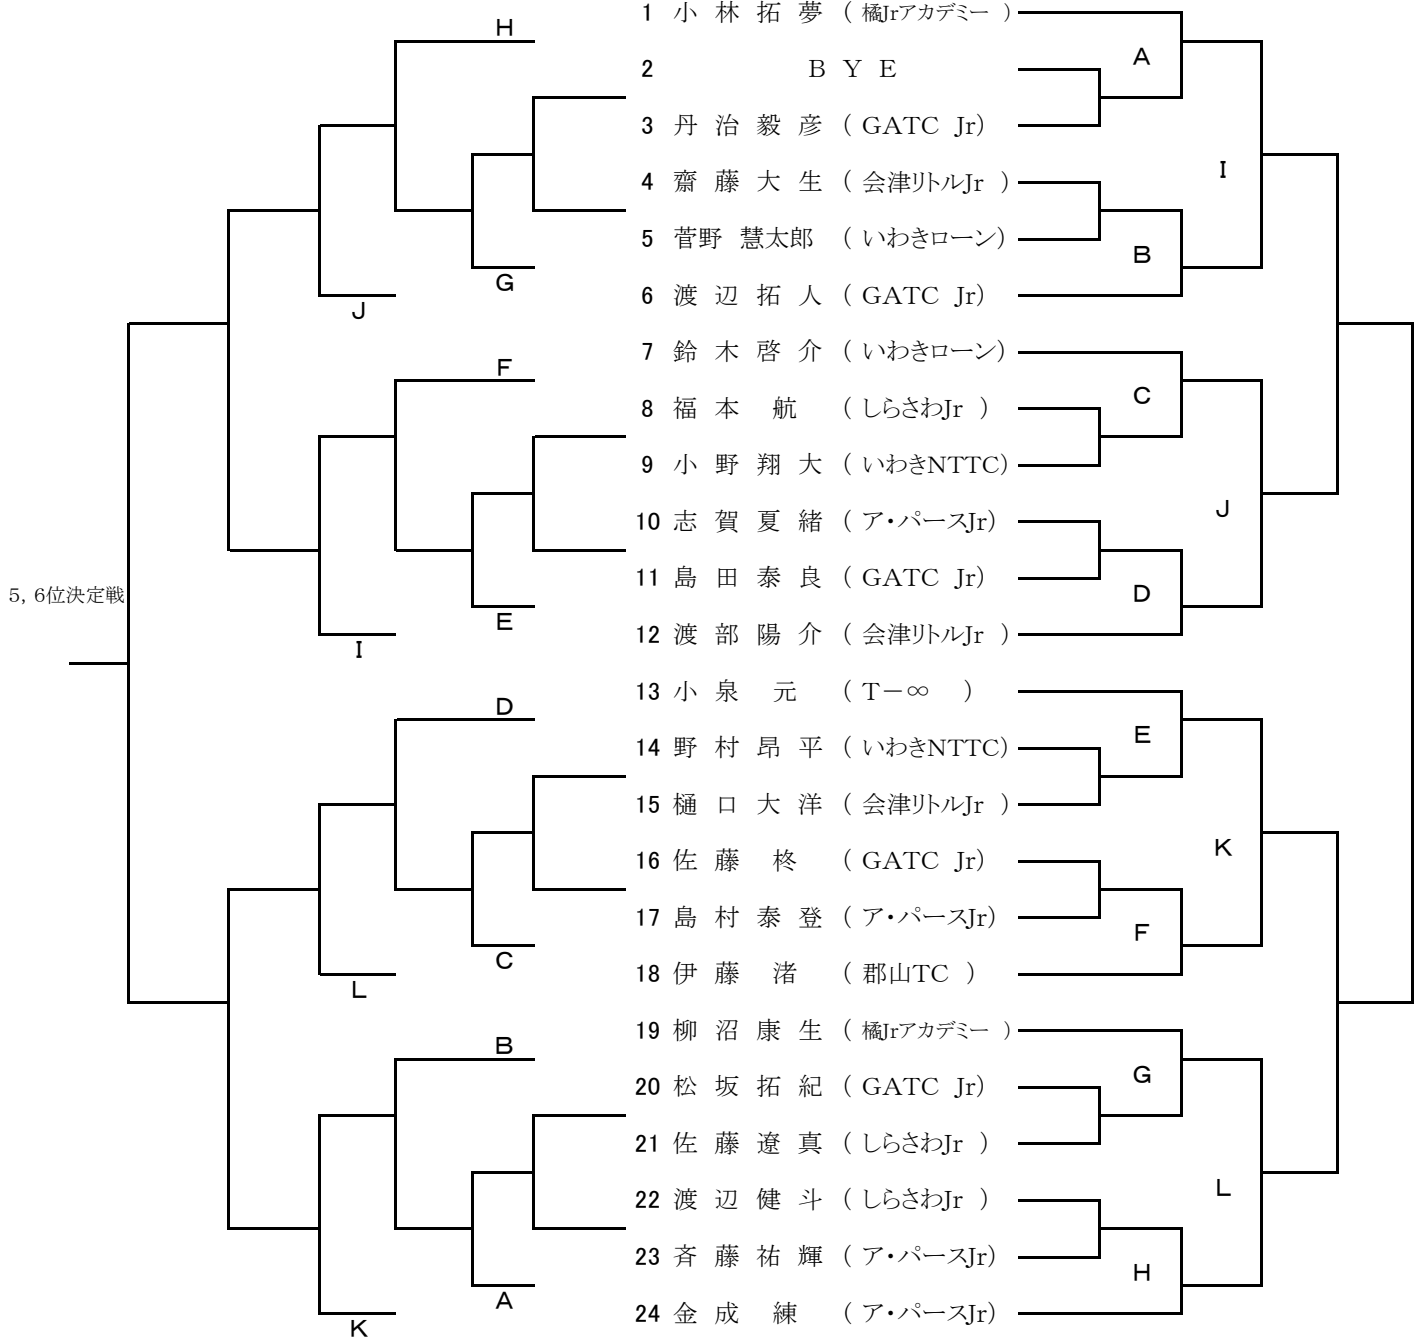 1 小林拓夢 (橘Jrアカデミー)
2 BYE
3 丹治毅彦 (GATC Jr)
4 齋藤大生 (会津リトルJr)
5 菅野 慧太郎 (いわきローン)
6 渡辺拓人 (GATC Jr)
7 鈴木啓介 (いわきローン)
8 福本 航 (しらさわJr)
9 小野翔大 (いわきNTTC)
10 志賀夏緒 (ア・パースJr)
11 島田泰良 (GATC Jr)
12 渡部陽介 (会津リトルJr)
13 小泉 元 (T-∞)
14 野村昂平 (いわきNTTC)
15 樋口大洋 (会津リトルJr)
16 佐藤 柊 (GATC Jr)
17 島村泰登 (ア・パースJr)
18 伊藤 渚 (郡山TC)
19 柳沼康生 (橘Jrアカデミー)
20 松坂拓紀 (GATC Jr)
21 佐藤遼真 (しらさわJr)
22 渡辺健斗 (しらさわJr)
23 斉藤祐輝 (ア・パースJr)
24 金成 練 (ア・パースJr)
H
G
J
F
E
I
D
C
L
B
A
K
5, 6位決定戦
A
B
I
C
D
J
E
F
K
G
H
L